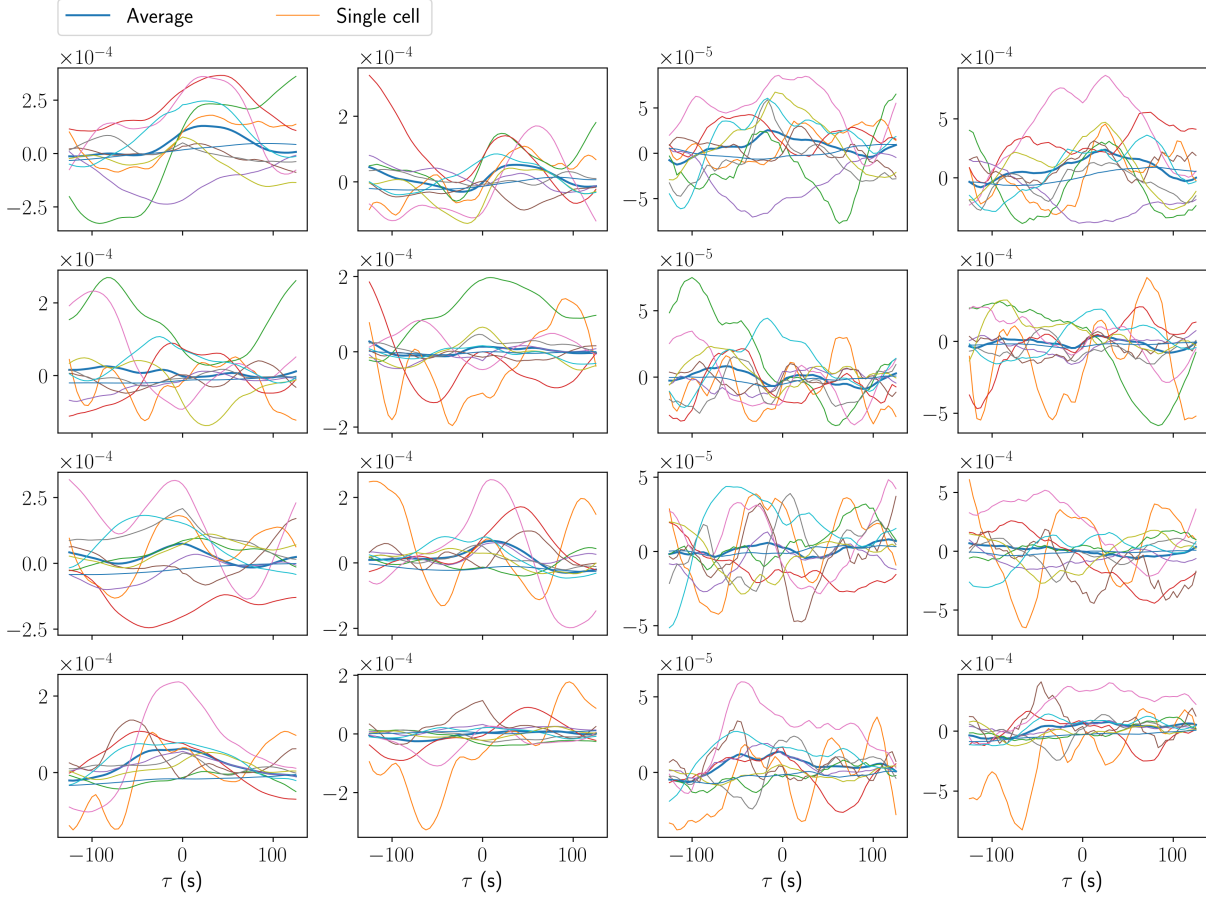 Average Single cell
×10⁻⁴ ×10⁻⁴ ×10⁻⁵ ×10⁻⁴
2.5 2 5 5
0.0 0 0 0
−2.5 −5
×10⁻⁴ ×10⁻⁴ ×10⁻⁵ ×10⁻⁴
2 2 5
0 0 0 0
−2 −5
×10⁻⁴ ×10⁻⁴ ×10⁻⁵ ×10⁻⁴
2.5 2 5 5
0.0 0 0 0
−2.5 −2 −5 −5
×10⁻⁴ ×10⁻⁴ ×10⁻⁵ ×10⁻⁴
2 2 5
0 0 0 0
−2 −5
−100 0 100 −100 0 100 −100 0 100 −100 0 100
τ (s) τ (s) τ (s) τ (s)